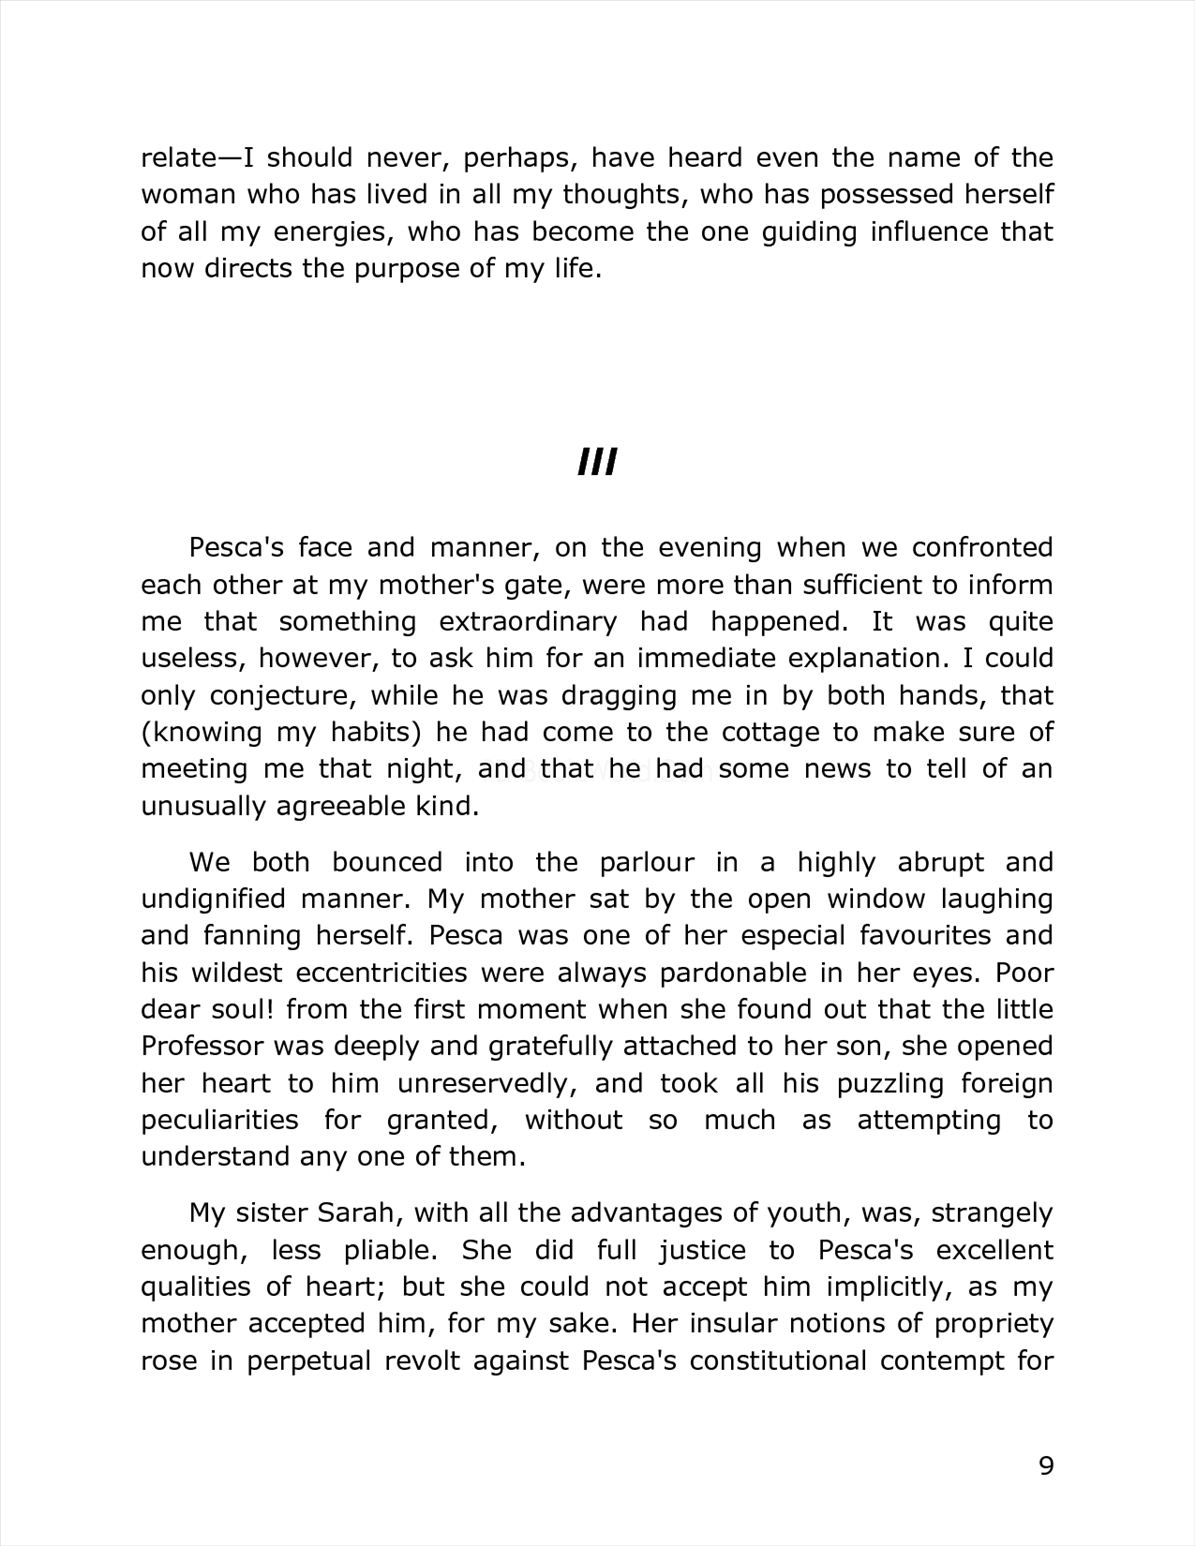 relate—I should never, perhaps, have heard even the name of the
woman who has lived in all my thoughts, who has possessed herself
of all my energies, who has become the one guiding influence that
now directs the purpose of my life.
III
Pesca's face and manner, on the evening when we confronted
each other at my mother's gate, were more than sufficient to inform
me that something extraordinary had happened. It was quite
useless, however, to ask him for an immediate explanation. I could
only conjecture, while he was dragging me in by both hands, that
(knowing my habits) he had come to the cottage to make sure of
meeting me that night, and that he had some news to tell of an
unusually agreeable kind.
We both bounced into the parlour in a highly abrupt and
undignified manner. My mother sat by the open window laughing
and fanning herself. Pesca was one of her especial favourites and
his wildest eccentricities were always pardonable in her eyes. Poor
dear soul! from the first moment when she found out that the little
Professor was deeply and gratefully attached to her son, she opened
her heart to him unreservedly, and took all his puzzling foreign
peculiarities for granted, without so much as attempting to
understand any one of them.
My sister Sarah, with all the advantages of youth, was, strangely
enough, less pliable. She did full justice to Pesca's excellent
qualities of heart; but she could not accept him implicitly, as my
mother accepted him, for my sake. Her insular notions of propriety
rose in perpetual revolt against Pesca's constitutional contempt for
9